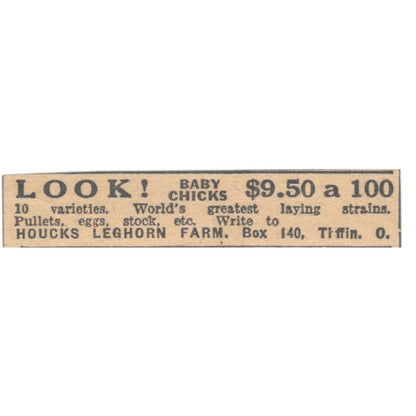 LOOK! BABY CHICKS $9.50 a 100
10 varieties. World's greatest laying strains.
Pullets, eggs, stock, etc. Write to
HOUCKS LEGHORN FARM, Box 140, Tiffin, O.